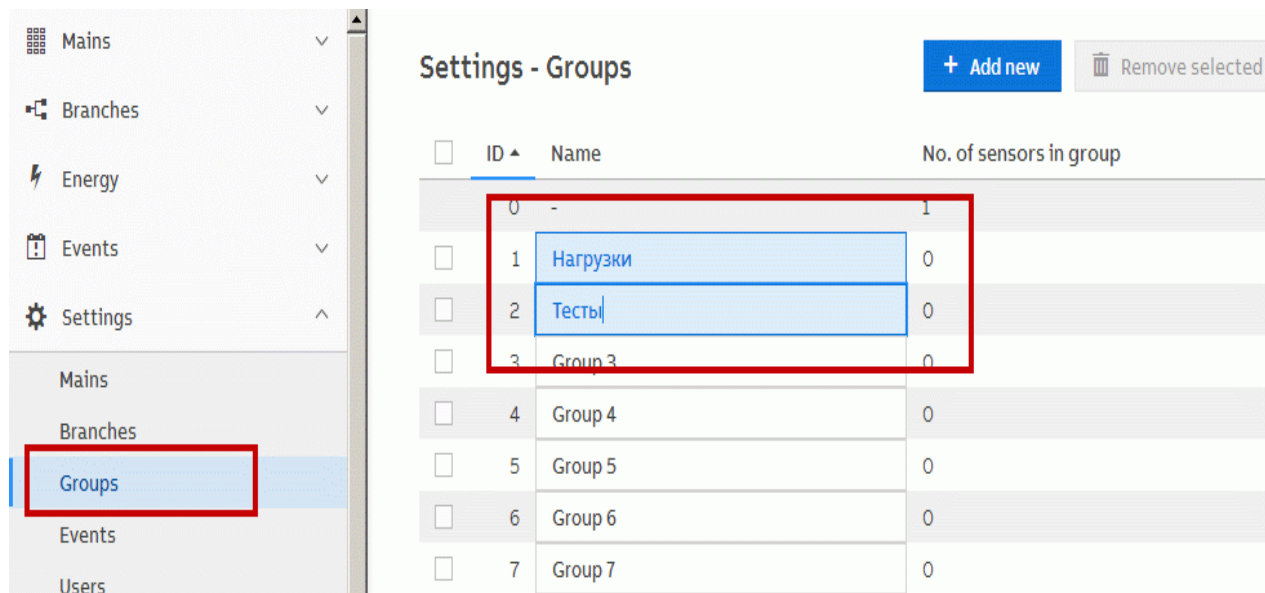 Mains
Branches
Energy
Events
Settings
Mains
Branches
Groups
Events
Users
Settings - Groups
+ Add new
Remove selected
ID Name No. of sensors in group
0 - 1
1 Нагрузки 0
2 Тесты 0
3 Group 3 0
4 Group 4 0
5 Group 5 0
6 Group 6 0
7 Group 7 0